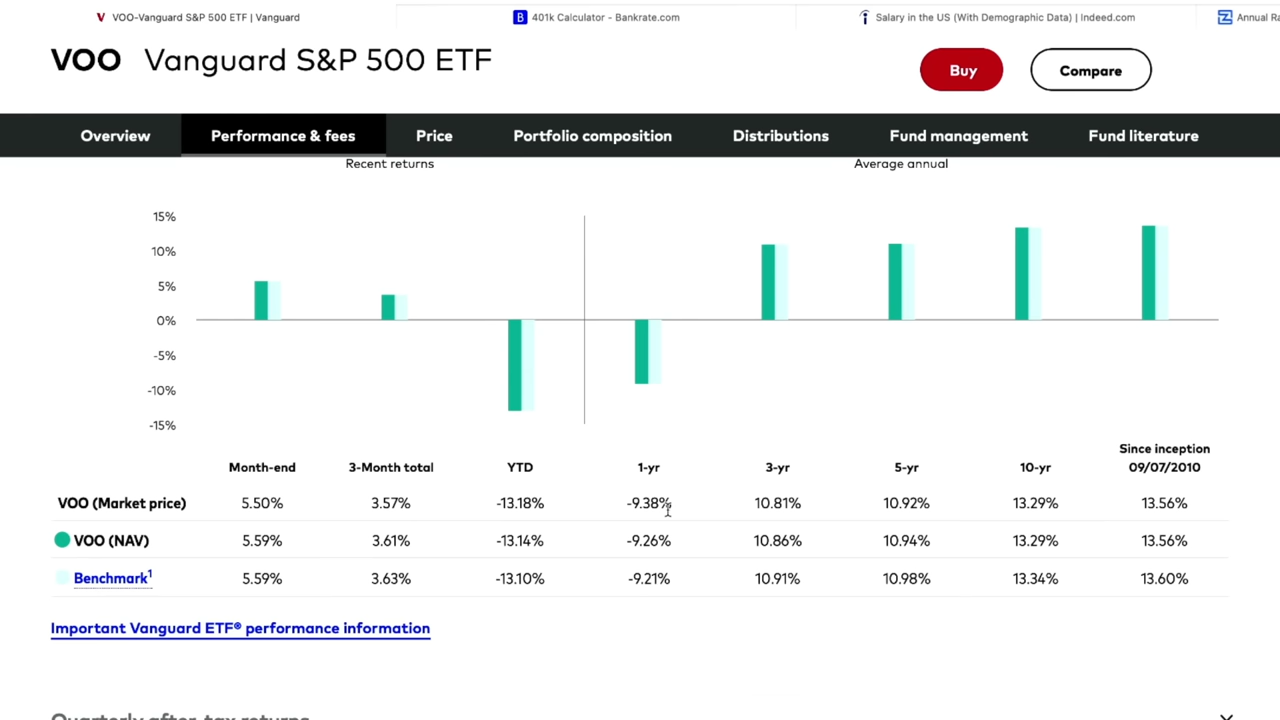 VOO-Vanguard S&P 500 ETF | Vanguard
401k Calculator - Bankrate.com
Salary in the US (With Demographic Data) | Indeed.com
Annual
VOO Vanguard S&P 500 ETF
Buy
Compare
Overview Performance & fees Price Portfolio composition Distributions Fund management Fund literature
Recent returns Average annual
15%
10%
5%
0%
-5%
-10%
-15%
Since inception
Month-end 3-Month total YTD 1-yr 3-yr 5-yr 10-yr 09/07/2010
VOO (Market price) 5.50% 3.57% -13.18% -9.38% 10.81% 10.92% 13.29% 13.56%
VOO (NAV) 5.59% 3.61% -13.14% -9.26% 10.86% 10.94% 13.29% 13.56%
Benchmark1 5.59% 3.63% -13.10% -9.21% 10.91% 10.98% 13.34% 13.60%
Important Vanguard ETF® performance information
Quarterly after-tax returns